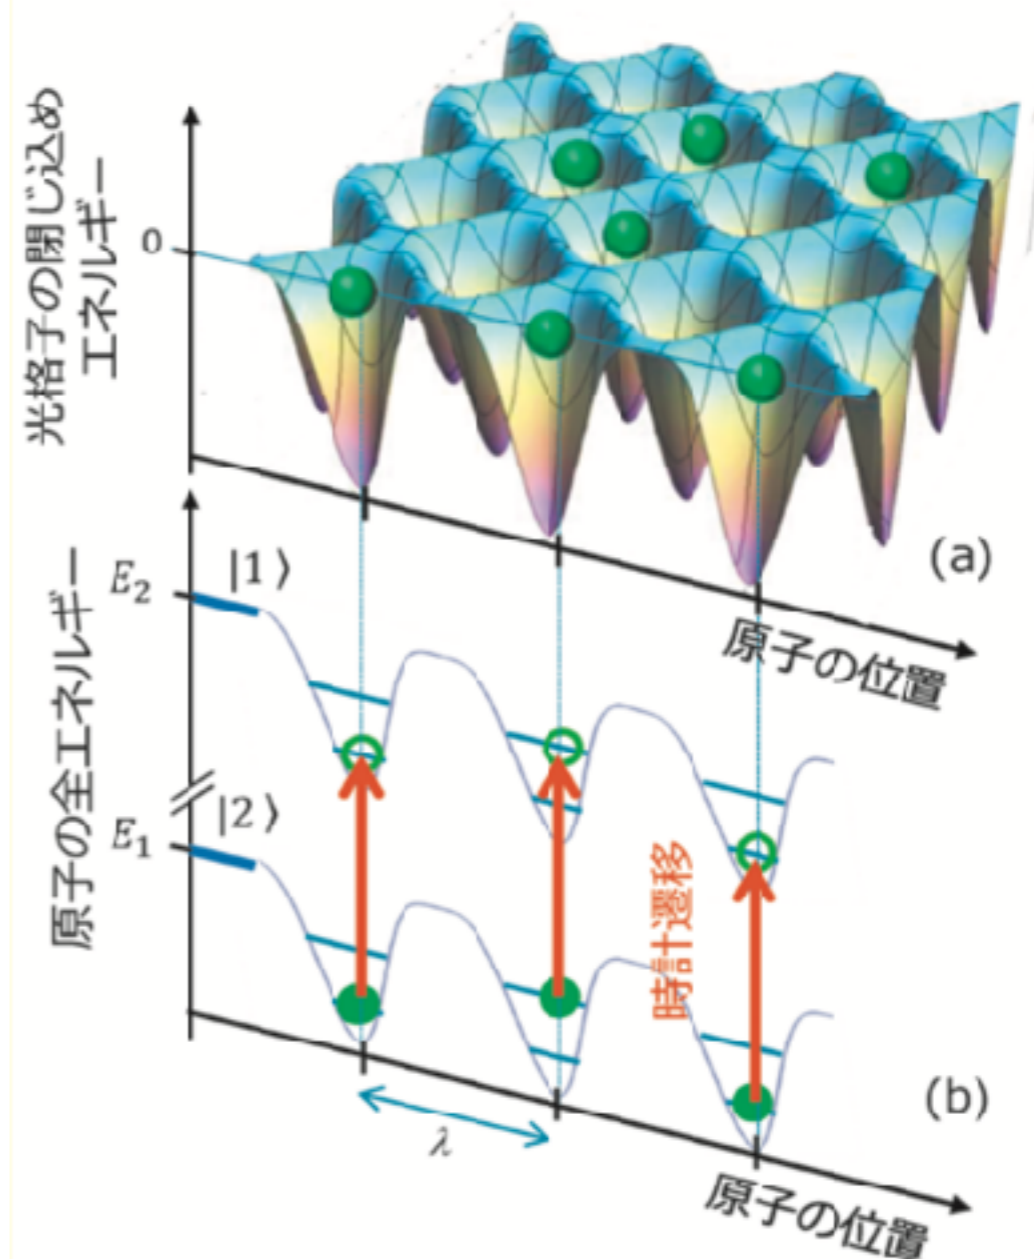 光格子の閉じ込め
エネルギー
0
(a)
原子の位置
原子の全エネルギー
E₂
|1⟩
E₁
|2⟩
時計遷移
(b)
λ
原子の位置